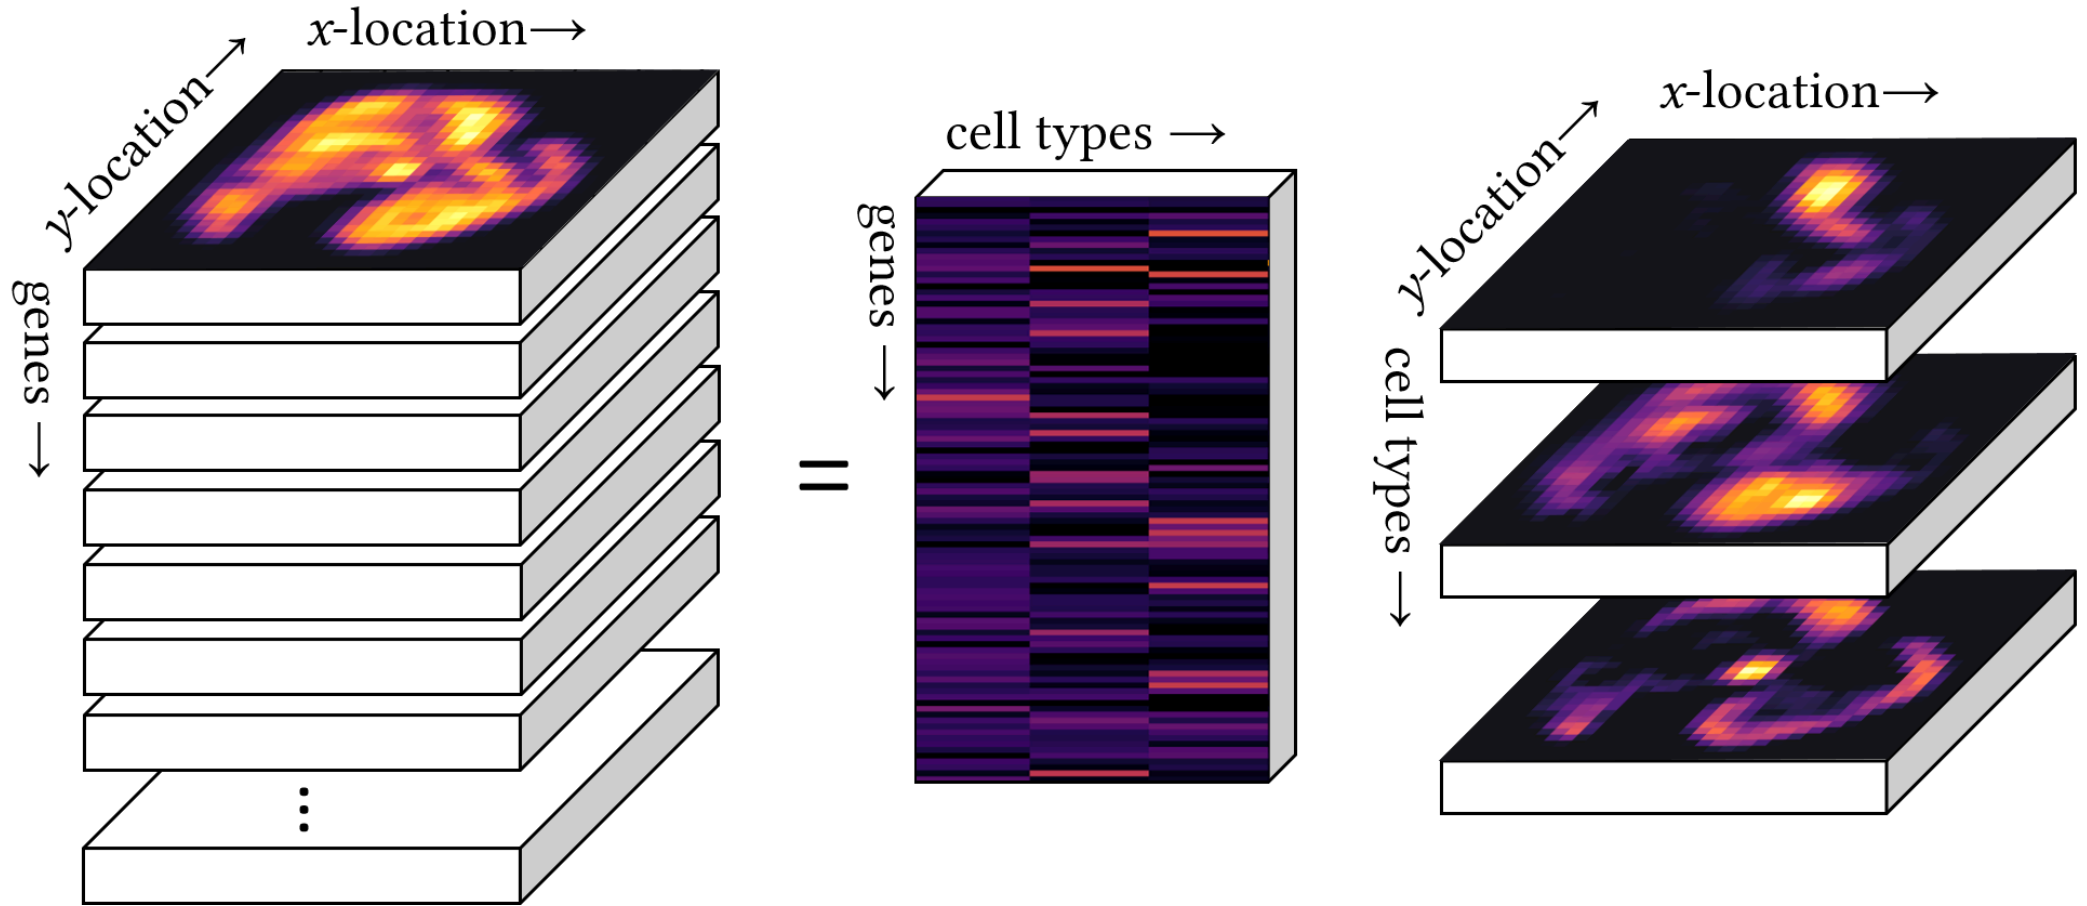 x-location→
y-location→
genes →
⋮
=
cell types →
genes →
x-location→
y-location→
cell types →